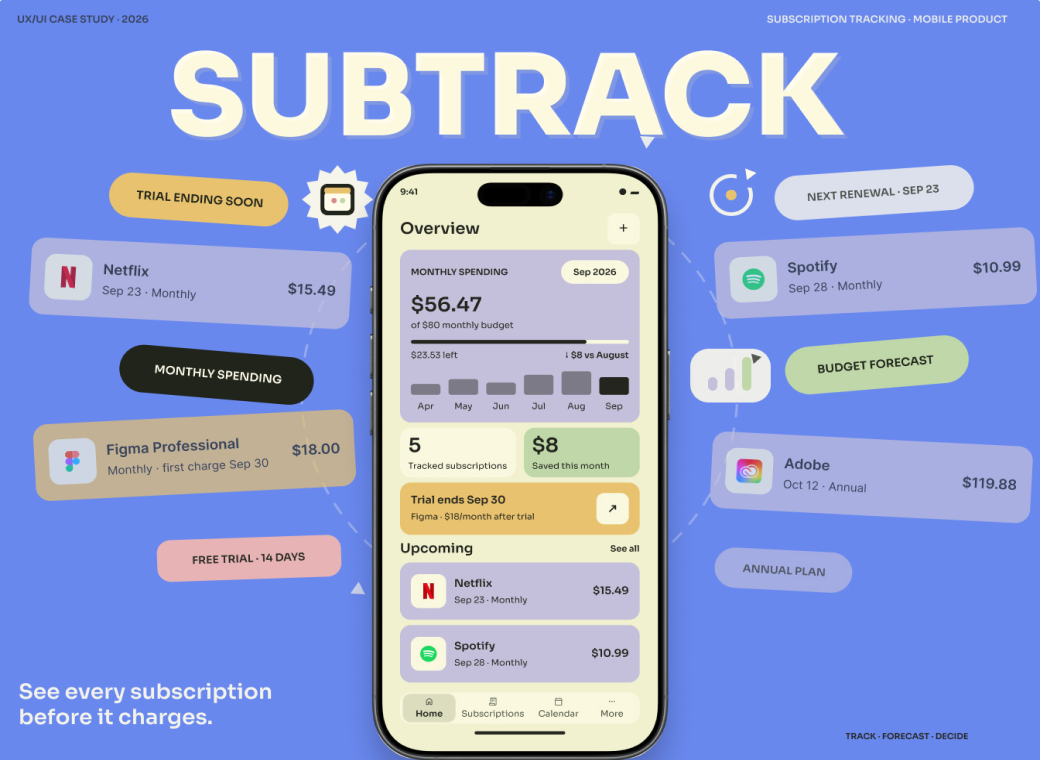 UX/UI CASE STUDY · 2026
SUBSCRIPTION TRACKING · MOBILE PRODUCT
SUBTRACK
TRIAL ENDING SOON
Netflix
Sep 23 · Monthly
$15.49
MONTHLY SPENDING
Figma Professional
Monthly · first charge Sep 30
$18.00
FREE TRIAL · 14 DAYS
See every subscription
before it charges.
9:41
Overview
+
MONTHLY SPENDING
Sep 2026
$56.47
of $80 monthly budget
$23.53 left
↓ $8 vs August
Apr May Jun Jul Aug Sep
5
Tracked subscriptions
$8
Saved this month
Trial ends Sep 30
Figma · $18/month after trial
Upcoming
See all
Netflix
Sep 23 · Monthly
$15.49
Spotify
Sep 28 · Monthly
$10.99
Home Subscriptions Calendar More
NEXT RENEWAL · SEP 23
Spotify
Sep 28 · Monthly
$10.99
BUDGET FORECAST
Adobe
Oct 12 · Annual
$119.88
ANNUAL PLAN
TRACK · FORECAST · DECIDE